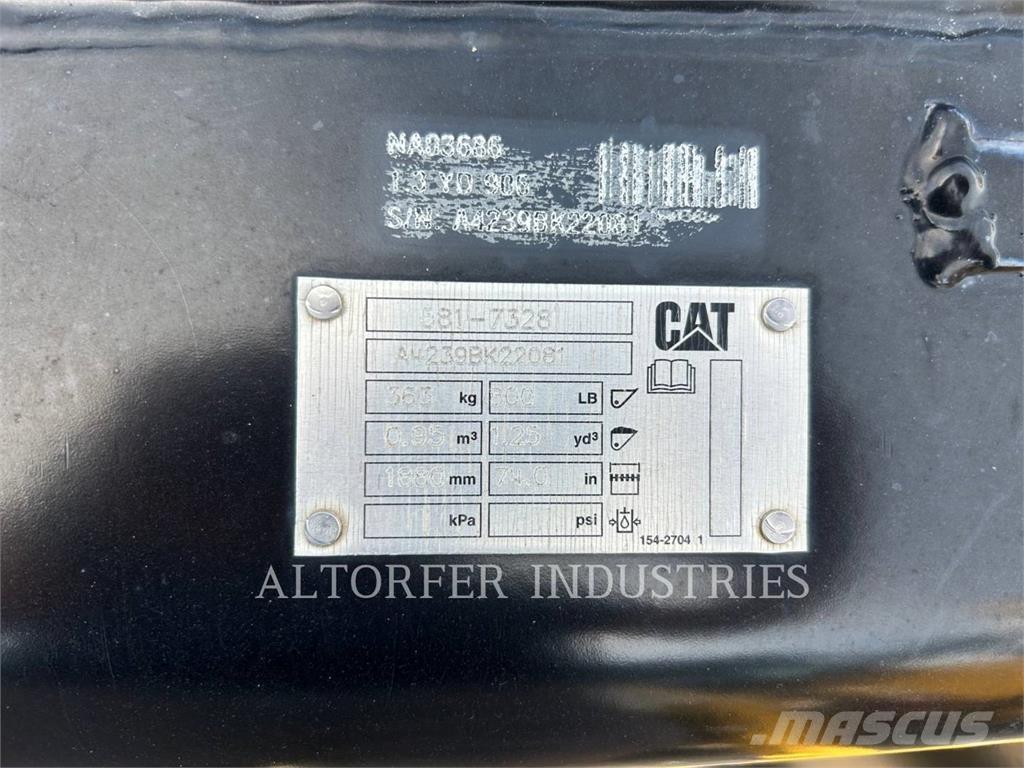 NA03686
1.3 YD 906
S/N: A4239BK22081
581-7328
CAT
A4239BK22081 1
363 kg 800 LB
0.95 m³ 1.25 yd³
1880 mm 74.0 in
kPa psi
154-2704 1
ALTORFER INDUSTRIES
MASCUS